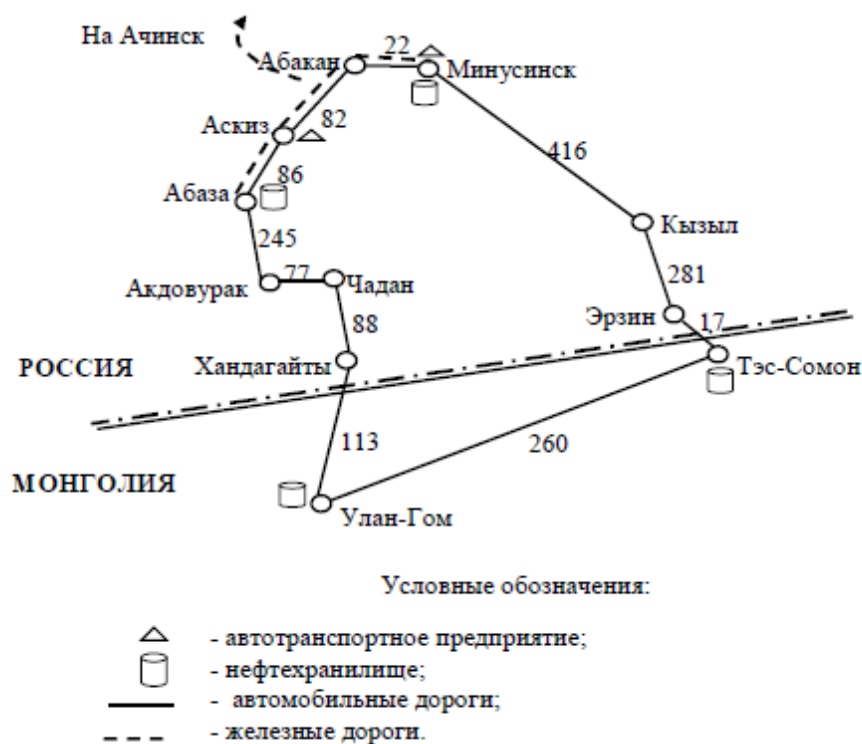 На Ачинск
Абакан
22
Минусинск
Аскиз
82
416
86
Абаза
Кызыл
245
281
77
Акдовурак
Чадан
Эрзин
17
88
РОССИЯ
Хандагайты
Тэс-Сомон
113
260
МОНГОЛИЯ
Улан-Гом
Условные обозначения:
- автотранспортное предприятие;
- нефтехранилище;
- автомобильные дороги;
- железные дороги.